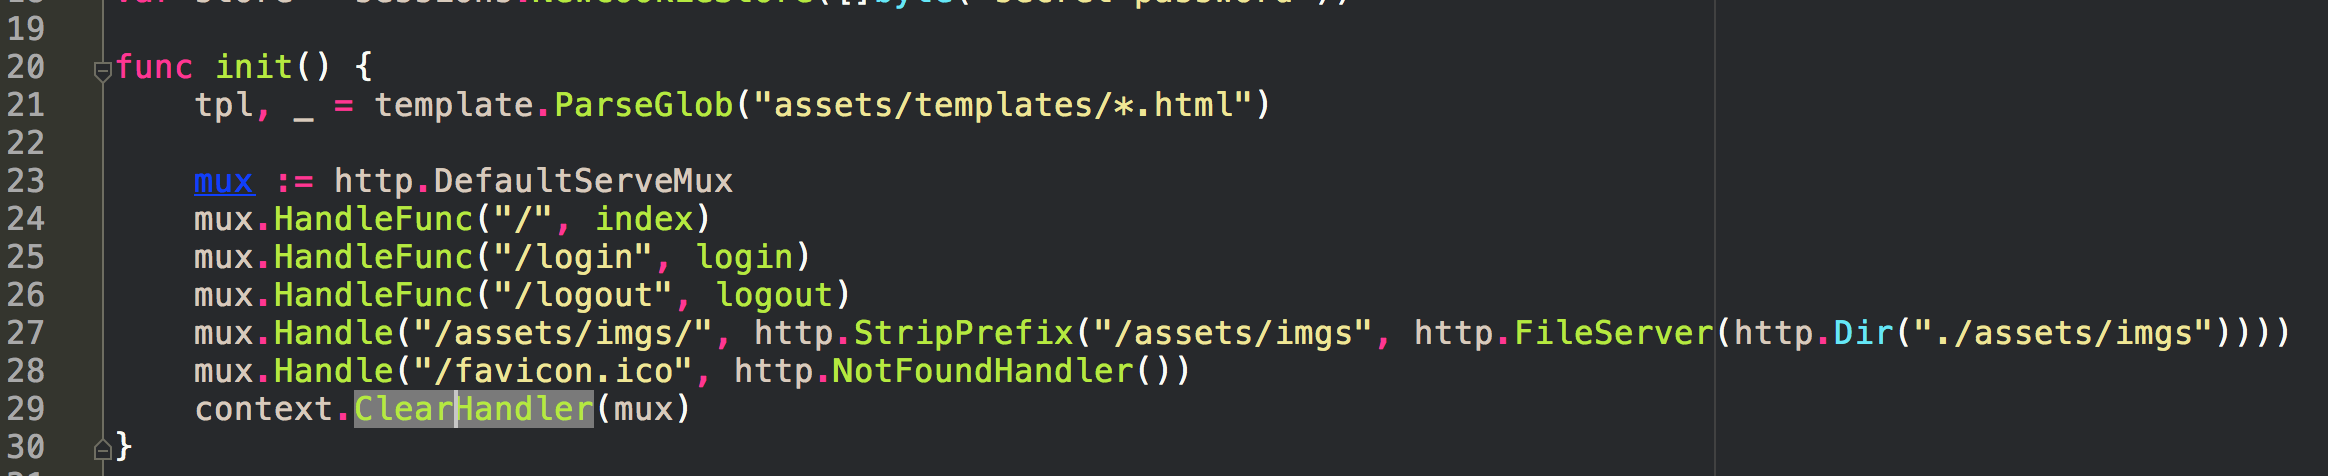 19
20 func init() {
21 tpl, _ = template.ParseGlob("assets/templates/*.html")
22
23 mux := http.DefaultServeMux
24 mux.HandleFunc("/", index)
25 mux.HandleFunc("/login", login)
26 mux.HandleFunc("/logout", logout)
27 mux.Handle("/assets/imgs/", http.StripPrefix("/assets/imgs", http.FileServer(http.Dir("./assets/imgs"))))
28 mux.Handle("/favicon.ico", http.NotFoundHandler())
29 context.ClearHandler(mux)
30 }